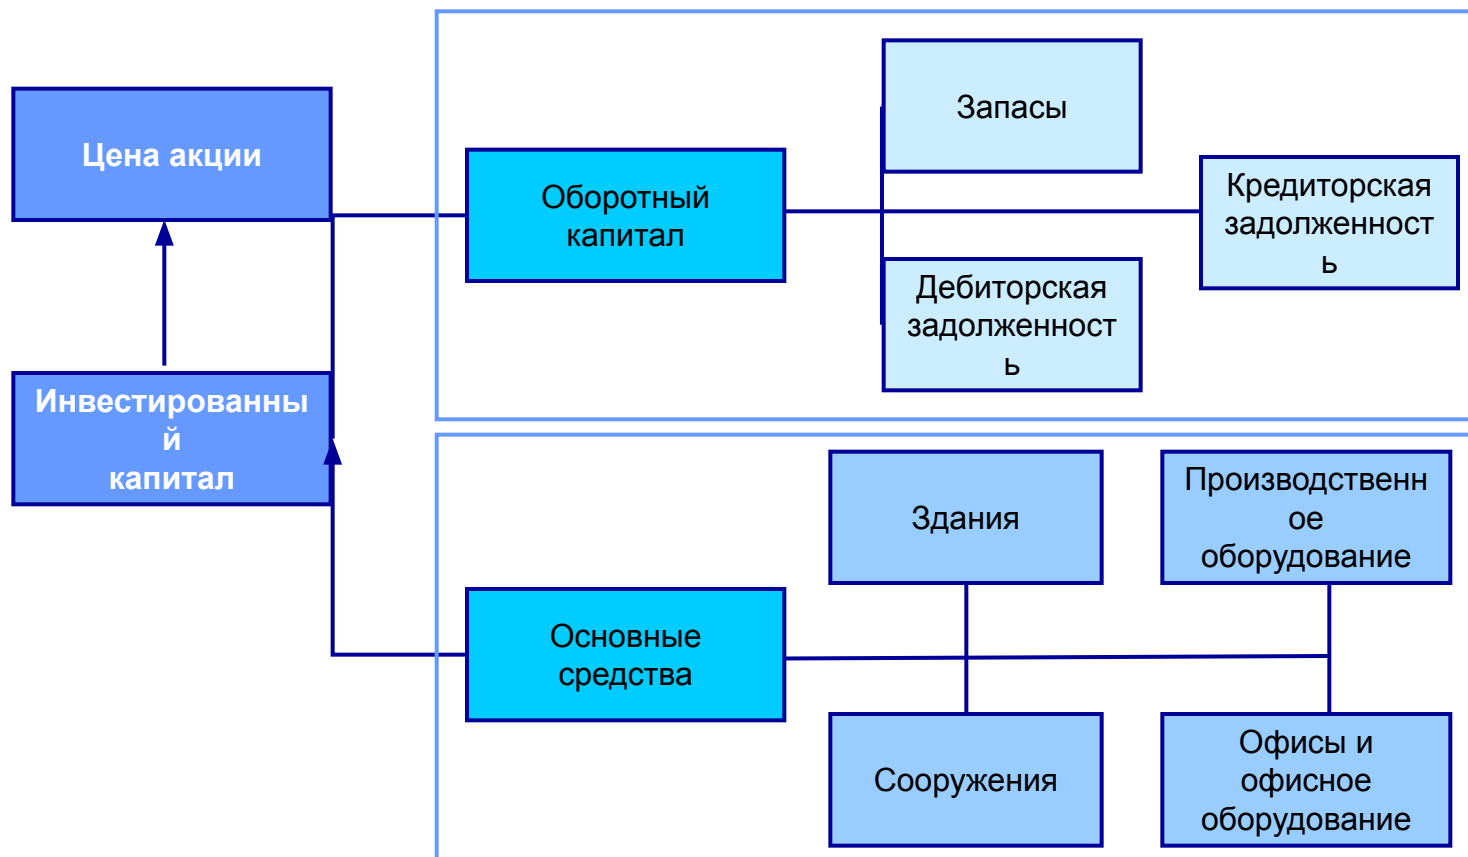 Цена акции
Инвестированны
й
капитал
Оборотный
капитал
Запасы
Дебиторская
задолженност
ь
Кредиторская
задолженност
ь
Основные
средства
Здания
Производственн
ое
оборудование
Сооружения
Офисы и
офисное
оборудование